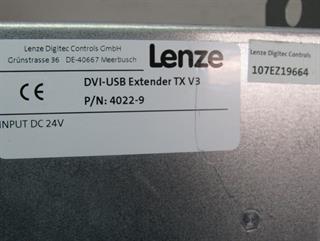 Lenze Digitec Controls GmbH
Grünstrasse 36 DE-40667 Meerbusch
Lenze
Lenze Digitec Controls
107EZ19664
CE
DVI-USB Extender TX V3
P/N: 4022-9
INPUT DC 24V